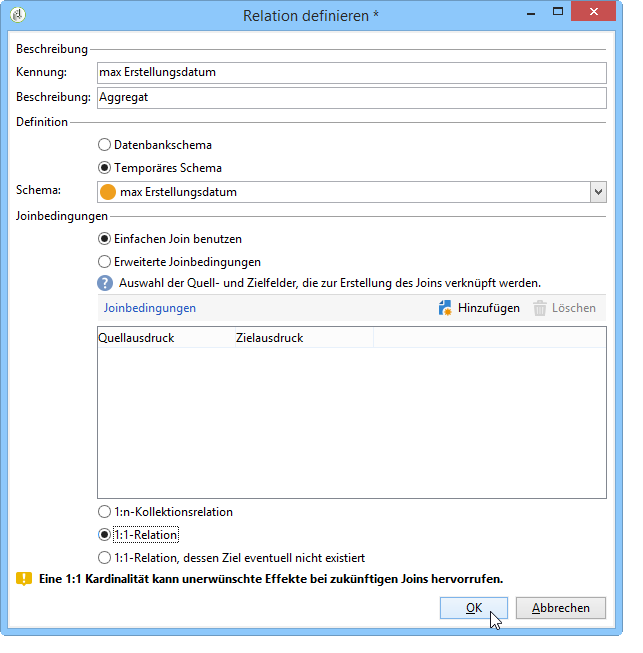 Relation definieren *
Beschreibung
Kennung: max Erstellungsdatum
Beschreibung: Aggregat
Definition
Datenbankschema
Temporäres Schema
Schema: max Erstellungsdatum
Joinbedingungen
Einfachen Join benutzen
Erweiterte Joinbedingungen
? Auswahl der Quell- und Zielfelder, die zur Erstellung des Joins verknüpft werden.
Joinbedingungen Hinzufügen Löschen
Quellausdruck Zielausdruck
1:n-Kollektionsrelation
1:1-Relation
1:1-Relation, dessen Ziel eventuell nicht existiert
Eine 1:1 Kardinalität kann unerwünschte Effekte bei zukünftigen Joins hervorrufen.
OK Abbrechen